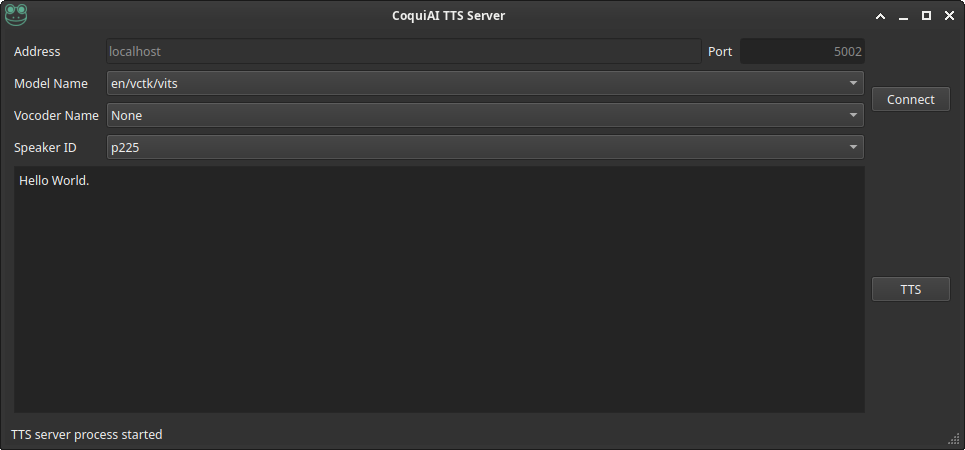 CoquiAI TTS Server
Address localhost Port 5002
Model Name en/vctk/vits
Connect
Vocoder Name None
Speaker ID p225
Hello World.
TTS
TTS server process started